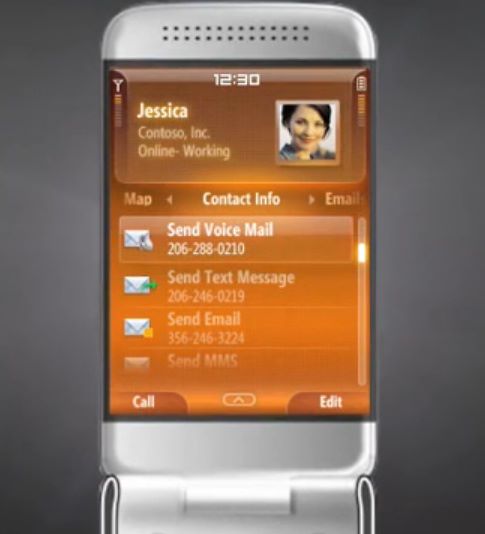 12:30
Jessica
Contoso, Inc.
Online- Working
Map Contact Info Emails
Send Voice Mail
206-288-0210
Send Text Message
206-246-0219
Send Email
356-246-3224
Send MMS
Call Edit